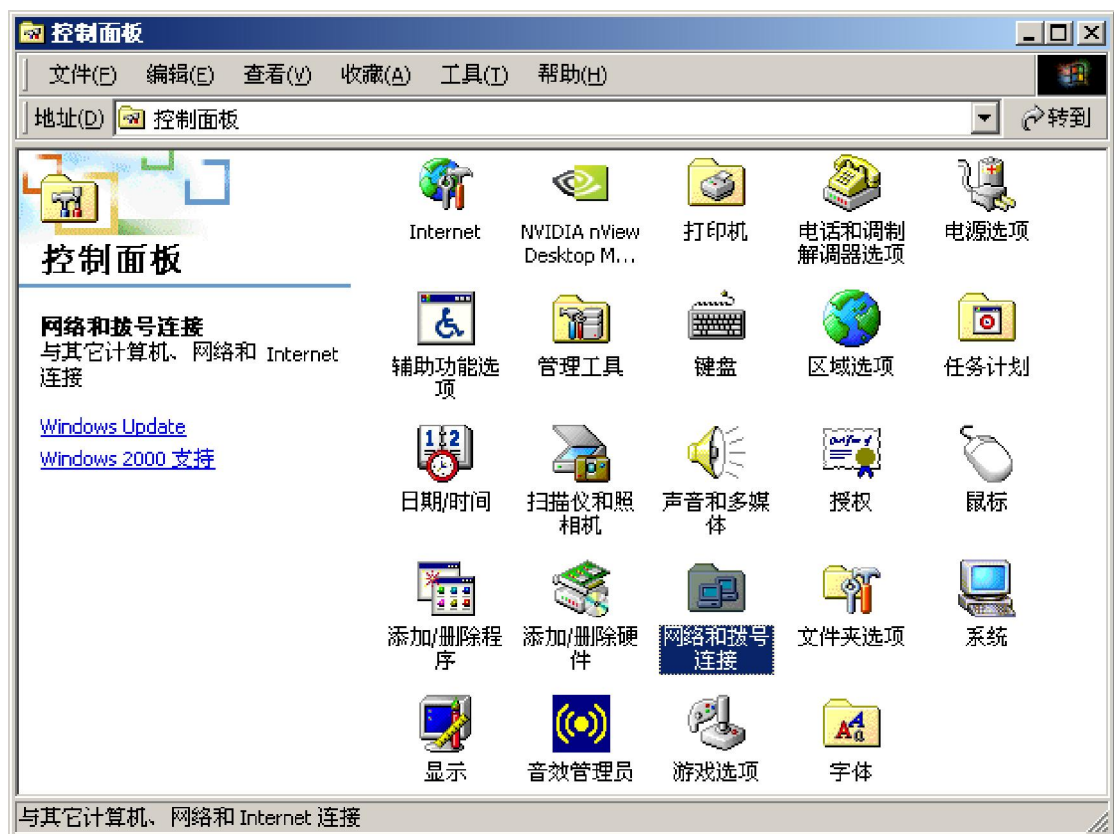 控制面板
文件(F) 编辑(E) 查看(V) 收藏(A) 工具(T) 帮助(H)
地址(D) 控制面板 转到
控制面板
网络和拨号连接
与其它计算机、网络和 Internet
连接
Windows Update
Windows 2000 支持
Internet
NVIDIA nView
Desktop M...
打印机
电话和调制
解调器选项
电源选项
辅助功能选
项
管理工具
键盘
区域选项
任务计划
日期/时间
扫描仪和照
相机
声音和多媒
体
授权
鼠标
添加/删除程
序
添加/删除硬
件
网络和拨号
连接
文件夹选项
系统
显示
音效管理员
游戏选项
字体
与其它计算机、网络和 Internet 连接